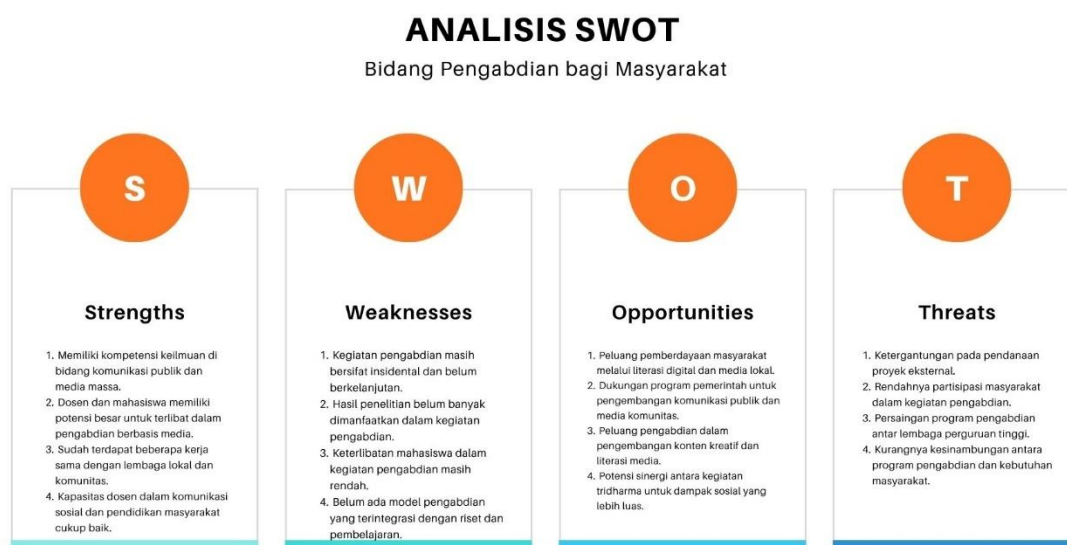 ANALISIS SWOT
Bidang Pengabdian bagi Masyarakat
S
Strengths
1. Memiliki kompetensi keilmuan di
bidang komunikasi publik dan
media massa.
2. Dosen dan mahasiswa memiliki
potensi besar untuk terlibat dalam
pengabdian berbasis media.
3. Sudah terdapat beberapa kerja
sama dengan lembaga lokal dan
komunitas.
4. Kapasitas dosen dalam komunikasi
sosial dan pendidikan masyarakat
cukup baik.
W
Weaknesses
1. Kegiatan pengabdian masih
bersifat insidental dan belum
berkelanjutan.
2. Hasil penelitian belum banyak
dimanfaatkan dalam kegiatan
pengabdian.
3. Keterlibatan mahasiswa dalam
kegiatan pengabdian masih
rendah.
4. Belum ada model pengabdian
yang terintegrasi dengan riset dan
pembelajaran.
O
Opportunities
1. Peluang pemberdayaan masyarakat
melalui literasi digital dan media lokal.
2. Dukungan program pemerintah untuk
pengembangan komunikasi publik dan
media komunitas.
3. Peluang pengabdian dalam
pengembangan konten kreatif dan
literasi media.
4. Potensi sinergi antara kegiatan
tridharma untuk dampak sosial yang
lebih luas.
T
Threats
1. Ketergantungan pada pendanaan
proyek eksternal.
2. Rendahnya partisipasi masyarakat
dalam kegiatan pengabdian.
3. Persaingan program pengabdian
antar lembaga perguruan tinggi.
4. Kurangnya kesinambungan antara
program pengabdian dan kebutuhan
masyarakat.